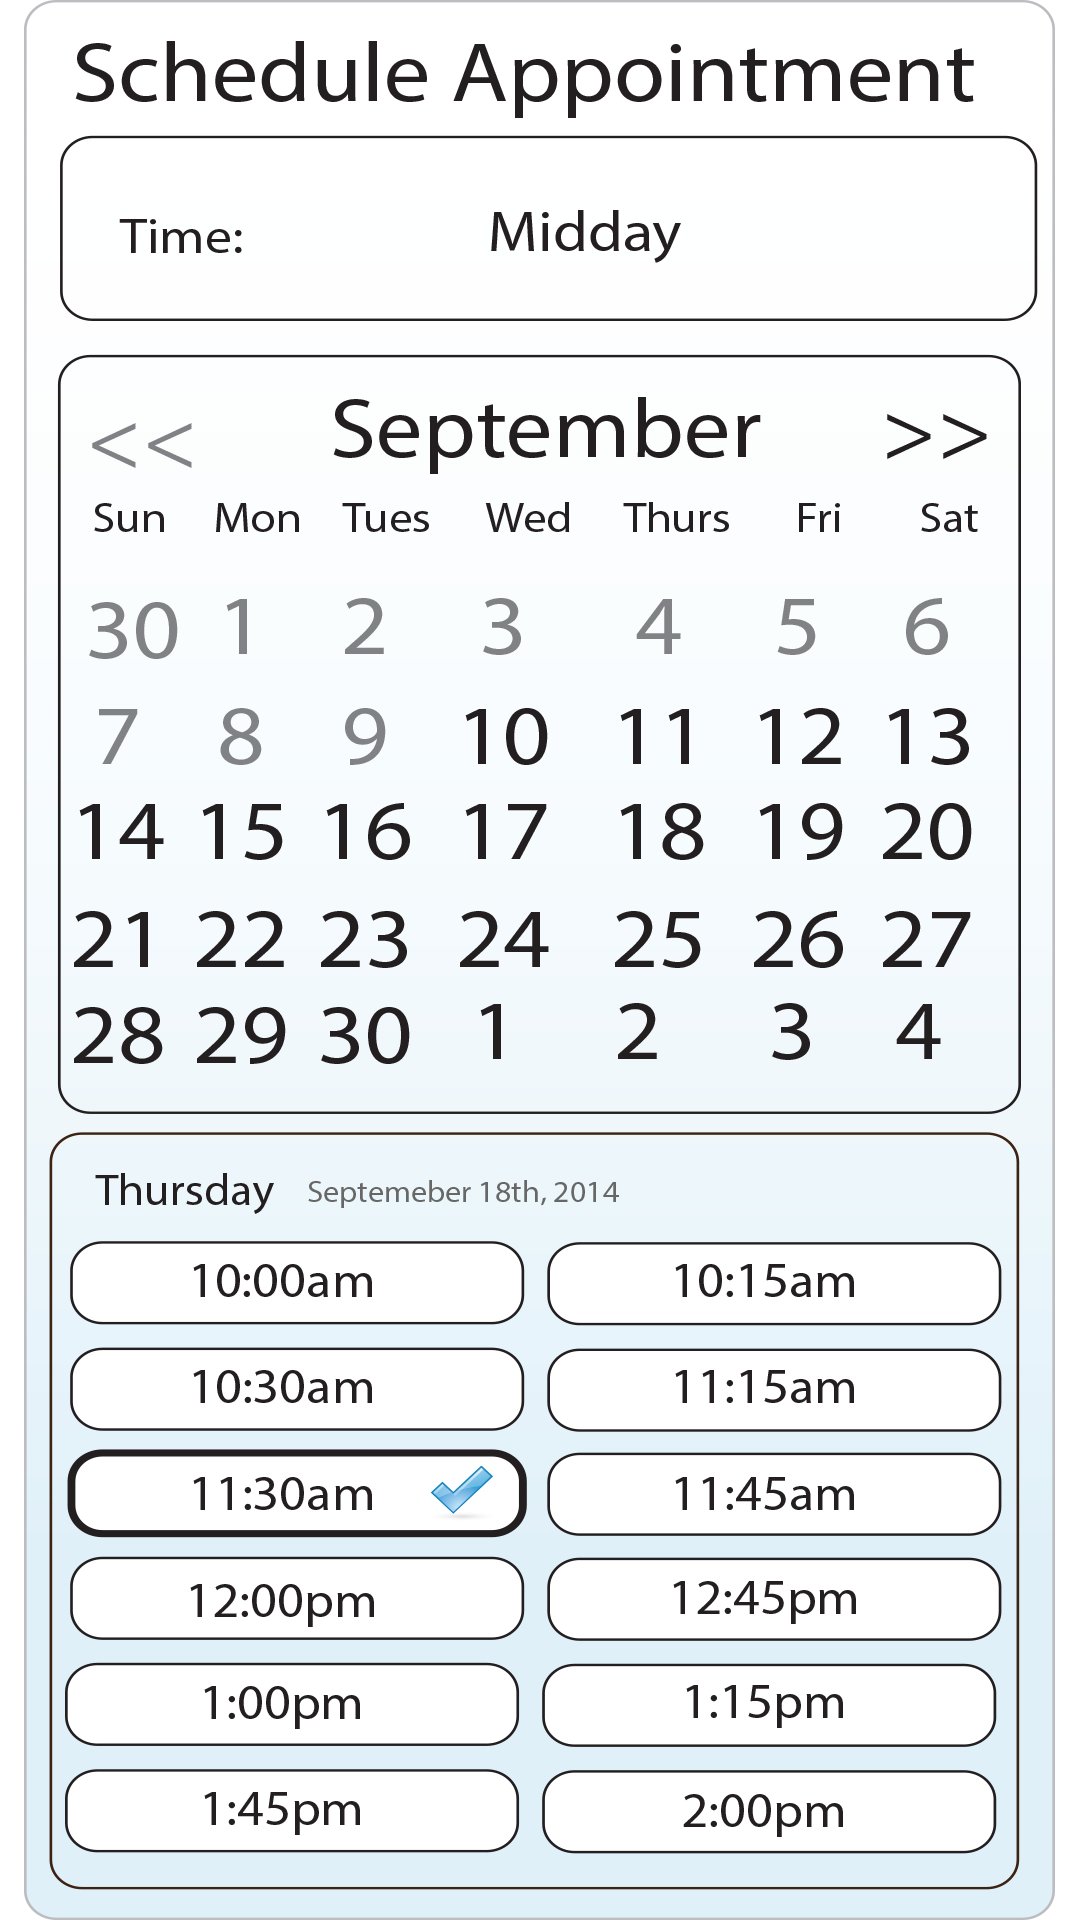 Schedule Appointment
Time: Midday
<< September >>
Sun Mon Tues Wed Thurs Fri Sat
30 1 2 3 4 5 6
7 8 9 10 11 12 13
14 15 16 17 18 19 20
21 22 23 24 25 26 27
28 29 30 1 2 3 4
Thursday Septemeber 18th, 2014
10:00am 10:15am
10:30am 11:15am
11:30am 11:45am
12:00pm 12:45pm
1:00pm 1:15pm
1:45pm 2:00pm